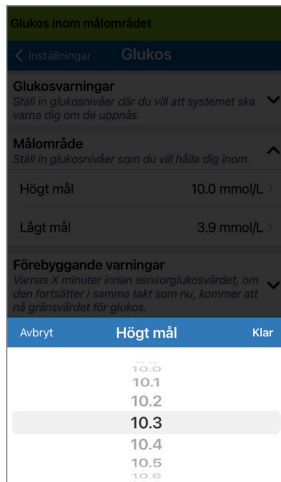 Glukos inom målområdet
Inställningar Glukos
Glukosvarningar
Ställ in glukosnivåer där du vill att systemet ska
varna dig om de uppnås.
Målområde
Ställ in glukosnivåer som du vill hålla dig inom.
Högt mål 10.0 mmol/L
Lågt mål 3.9 mmol/L
Förebyggande varningar
Varnas X minuter innan sensorglukosvärdet, om
den fortsätter i samma takt som nu, kommer att
nå gränsvärdet för glukos.
Avbryt Högt mål Klar
10.0
10.1
10.2
10.3
10.4
10.5
10.6